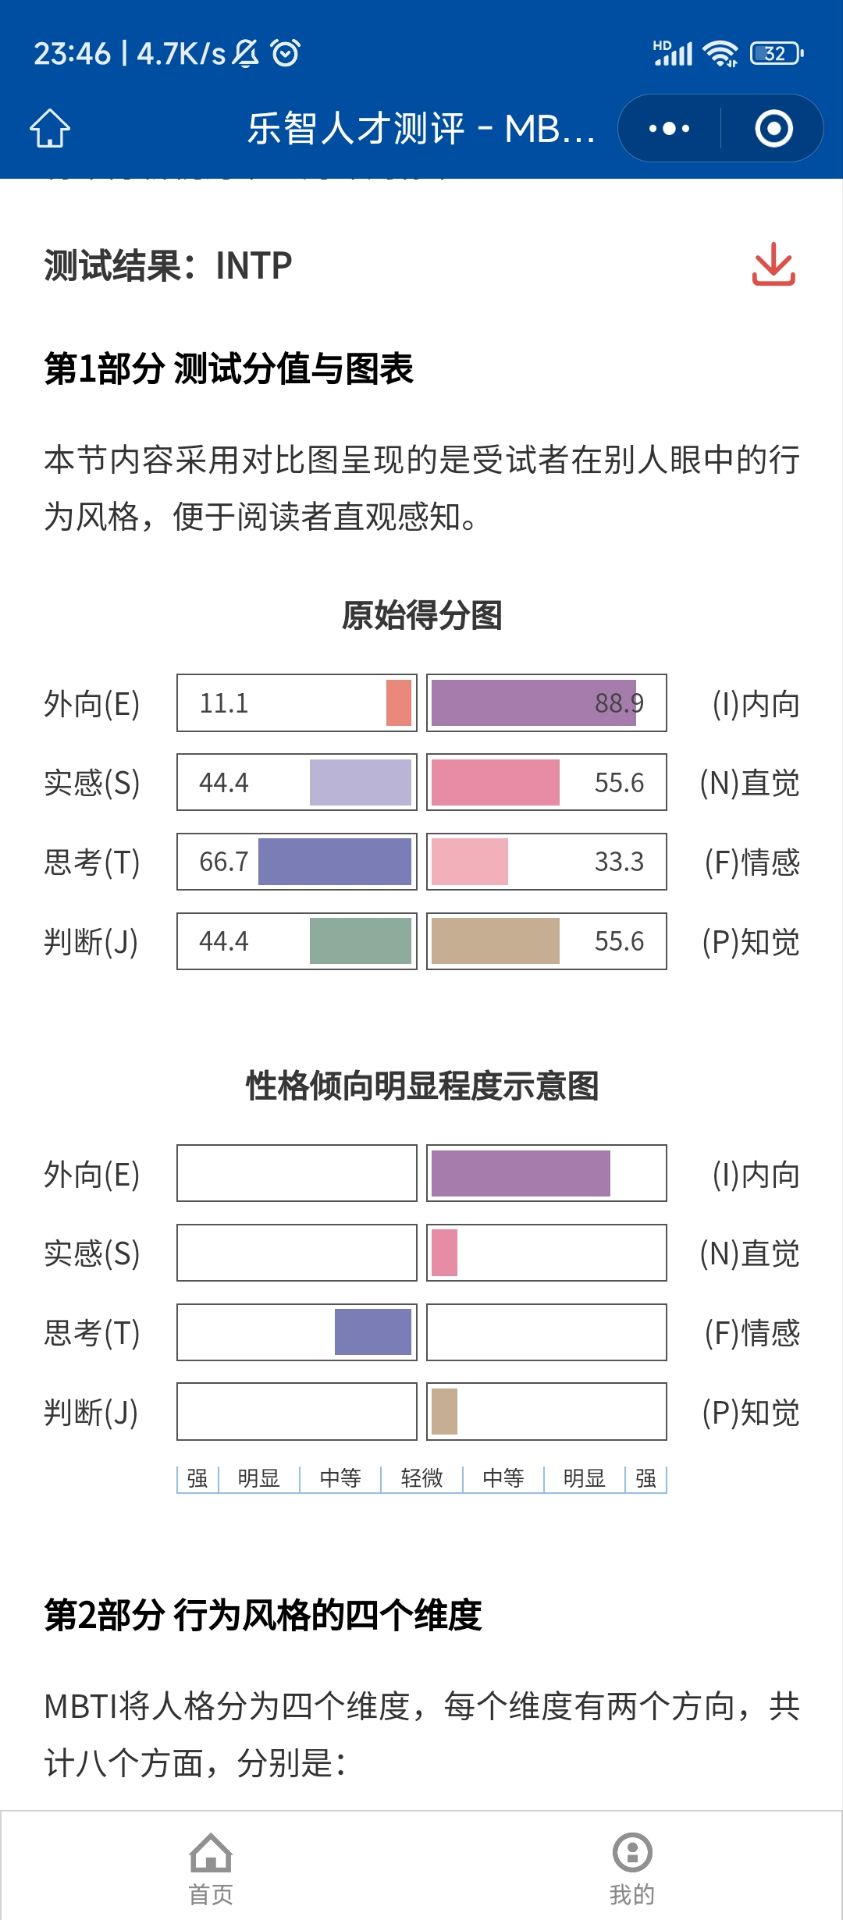 23:46 | 4.7K/s
HD
32
乐智人才测评 - MB...
测试结果：INTP
第1部分 测试分值与图表
本节内容采用对比图呈现的是受试者在别人眼中的行
为风格，便于阅读者直观感知。
原始得分图
外向(E) 11.1 88.9 (I)内向
实感(S) 44.4 55.6 (N)直觉
思考(T) 66.7 33.3 (F)情感
判断(J) 44.4 55.6 (P)知觉
性格倾向明显程度示意图
外向(E) (I)内向
实感(S) (N)直觉
思考(T) (F)情感
判断(J) (P)知觉
强 明显 中等 轻微 中等 明显 强
第2部分 行为风格的四个维度
MBTI将人格分为四个维度，每个维度有两个方向，共
计八个方面，分别是：
首页 我的